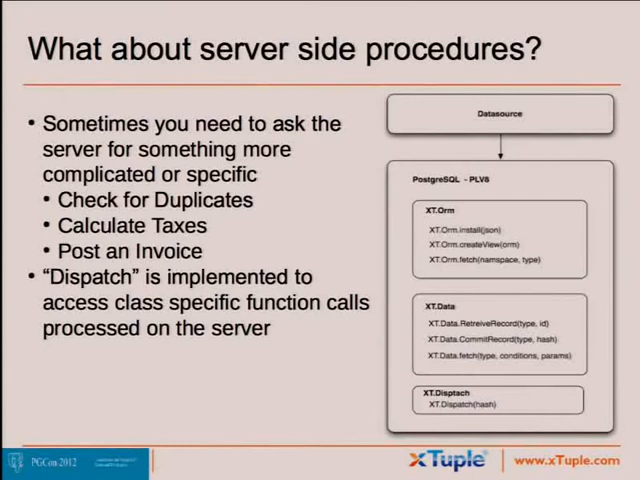 What about server side procedures?
• Sometimes you need to ask the
server for something more
complicated or specific
• Check for Duplicates
• Calculate Taxes
• Post an Invoice
• “Dispatch” is implemented to
access class specific function calls
processed on the server
Datasource
PostgreSQL - PLV8
XT.Orm
XT.Orm.install(json)
XT.Orm.createView(orm)
XT.Orm.fetch(namspace, type)
XT.Data
XT.Data.RetreiveRecord(type, id)
XT.Data.CommitRecord(type, hash)
XT.Data.fetch(type, conditions, params)
XT.Disptach
XT.Dispatch(hash)
PGCon 2012
xTuple
www.xTuple.com